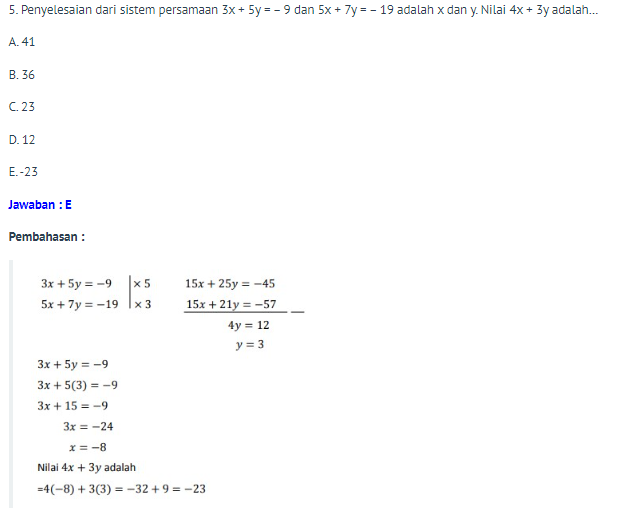 5. Penyelesaian dari sistem persamaan 3x + 5y = – 9 dan 5x + 7y = – 19 adalah x dan y. Nilai 4x + 3y adalah...
A. 41
B. 36
C. 23
D. 12
E.-23
Jawaban : E
Pembahasan :
3x + 5y = −9 | × 5 15x + 25y = −45
5x + 7y = −19 | × 3 15x + 21y = −57 −
4y = 12
y = 3
3x + 5y = −9
3x + 5(3) = −9
3x + 15 = −9
3x = −24
x = −8
Nilai 4x + 3y adalah
=4(−8) + 3(3) = −32 + 9 = −23